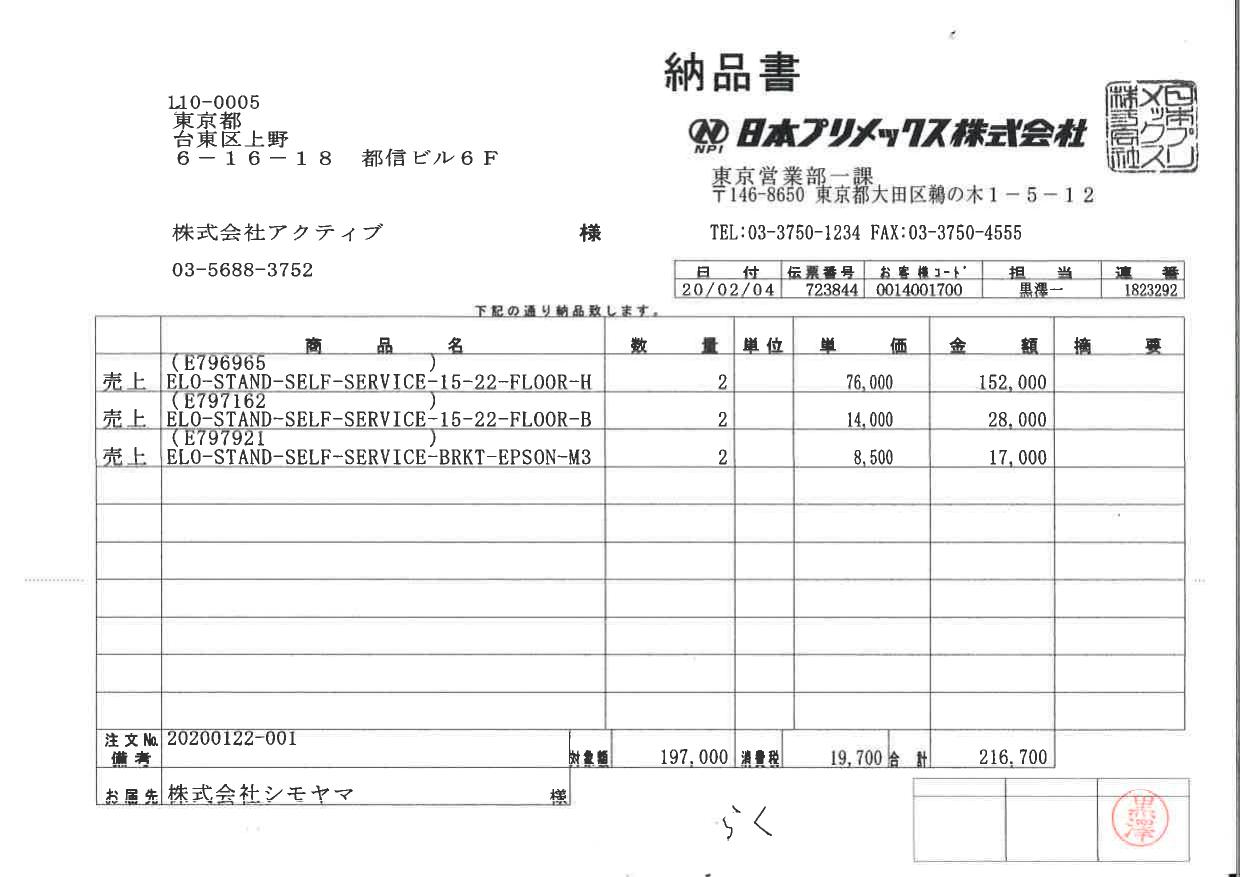 納品書
110-0005
東京都
台東区上野
6-16-18 都信ビル6F
NPI 日本プリメックス株式会社
日本プリメックス株式会社
東京営業部一課
〒146-8650 東京都大田区鵜の木1-5-12
株式会社アクティブ 様
TEL:03-3750-1234 FAX:03-3750-4555
03-5688-3752
日付 伝票番号 お客様コード 担当 連番
20/02/04 723844 0014001700 黒澤一 1823292
下記の通り納品致します。
商品名 数量 単位 単価 金額 摘要
(E796965 )
売上 ELO-STAND-SELF-SERVICE-15-22-FLOOR-H 2 76,000 152,000
(E797162 )
売上 ELO-STAND-SELF-SERVICE-15-22-FLOOR-B 2 14,000 28,000
(E797921 )
売上 ELO-STAND-SELF-SERVICE-BRKT-EPSON-M3 2 8,500 17,000
注文No. 20200122-001
備考 対象額 197,000 消費税 19,700 合計 216,700
お届先 株式会社シモヤマ 様
らく
黒澤